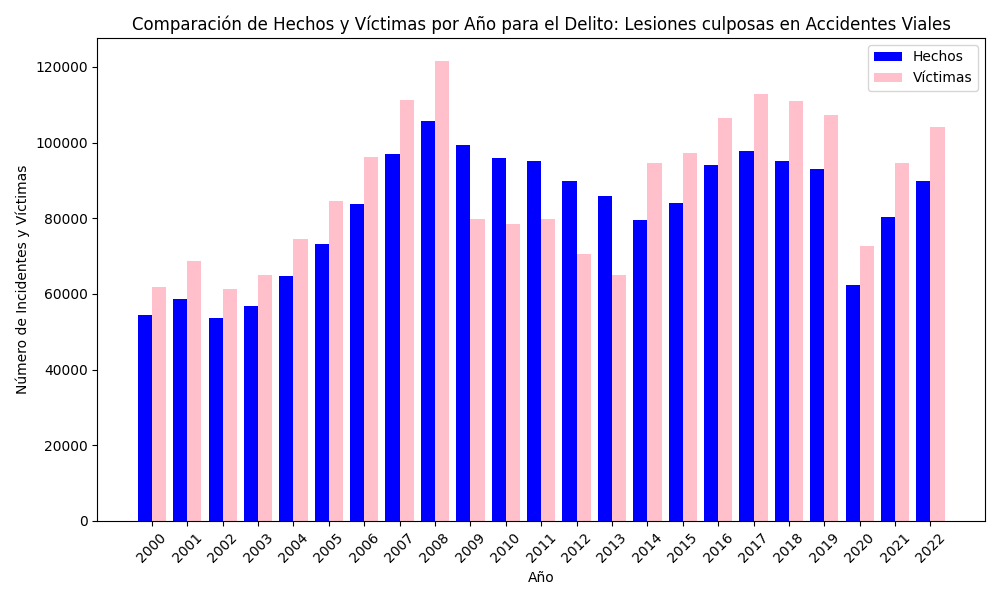 Comparación de Hechos y Víctimas por Año para el Delito: Lesiones culposas en Accidentes Viales
Hechos
Víctimas
Número de Incidentes y Víctimas
120000
100000
80000
60000
40000
20000
0
2000 2001 2002 2003 2004 2005 2006 2007 2008 2009 2010 2011 2012 2013 2014 2015 2016 2017 2018 2019 2020 2021 2022
Año